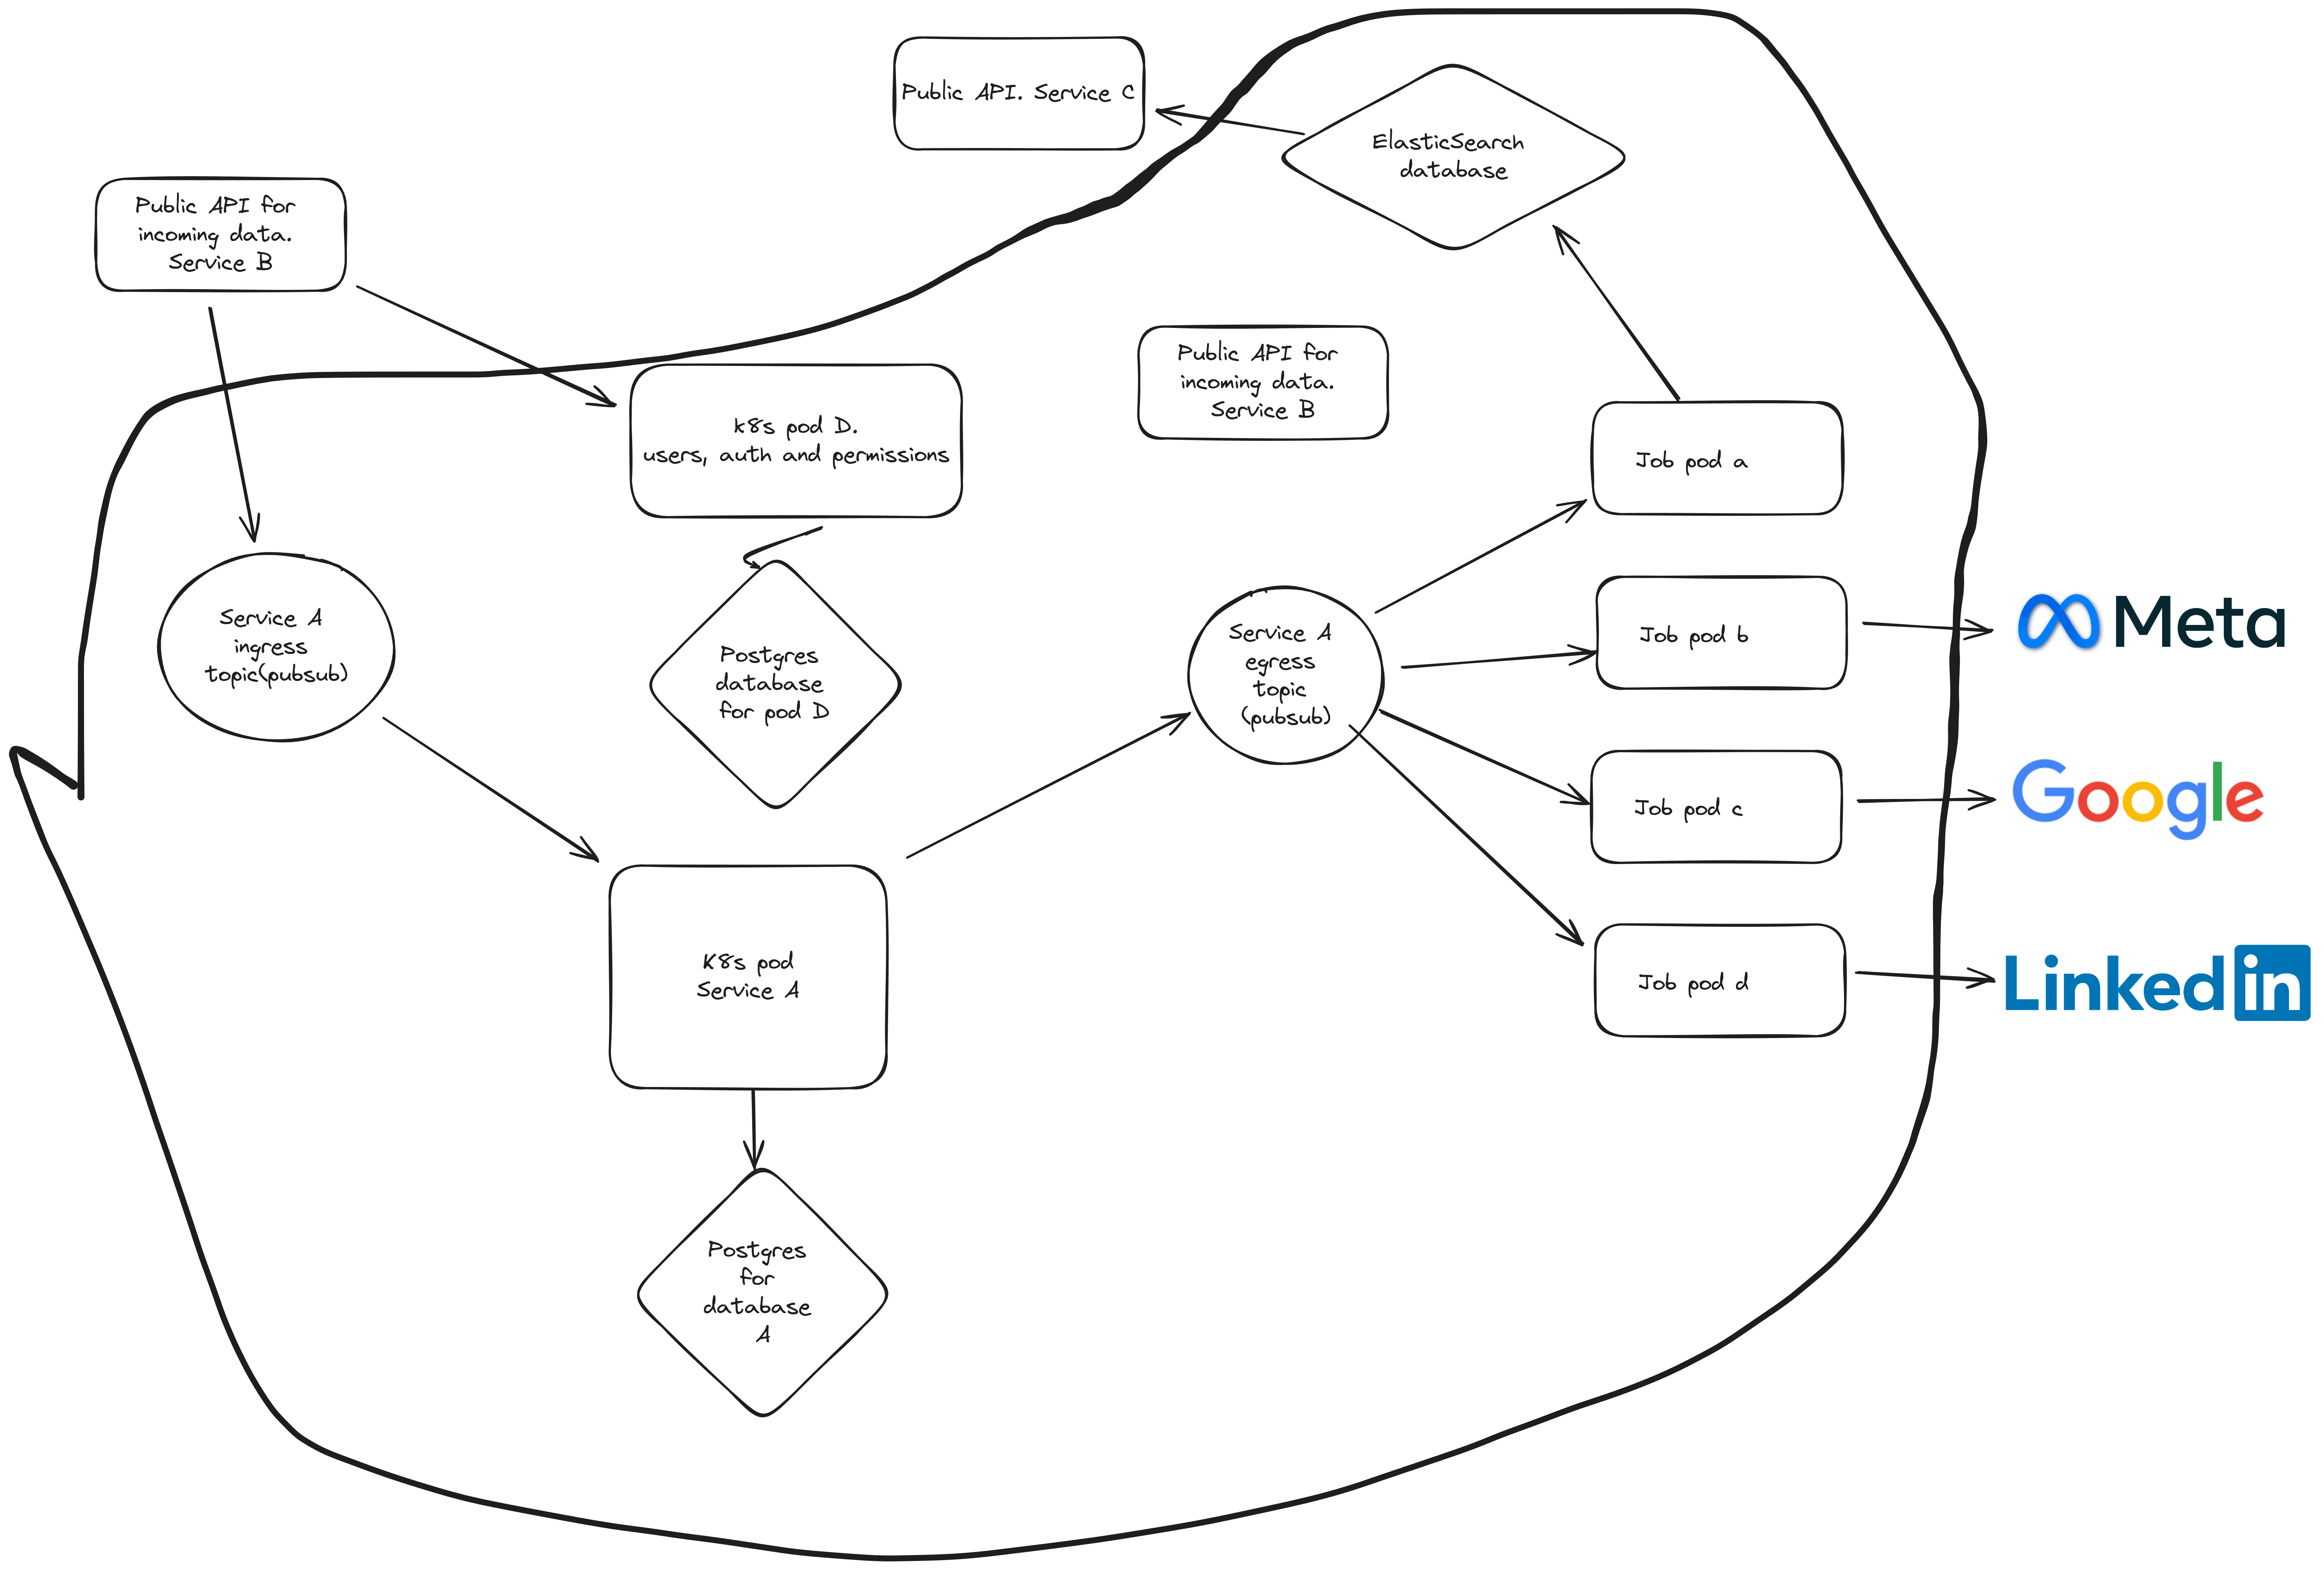 Public API. Service C
ElasticSearch
database
Public API for
incoming data.
Service B
Public API for
incoming data.
Service B
k8s pod D.
users, auth and permissions
Job pod a
Service A
ingress
topic(pubsub)
Postgres
database
for pod D
Service A
egress
topic
(pubsub)
Job pod b
Meta
Job pod c
Google
K8s pod
Service A
Job pod d
Linkedin
Postgres
for
database
A